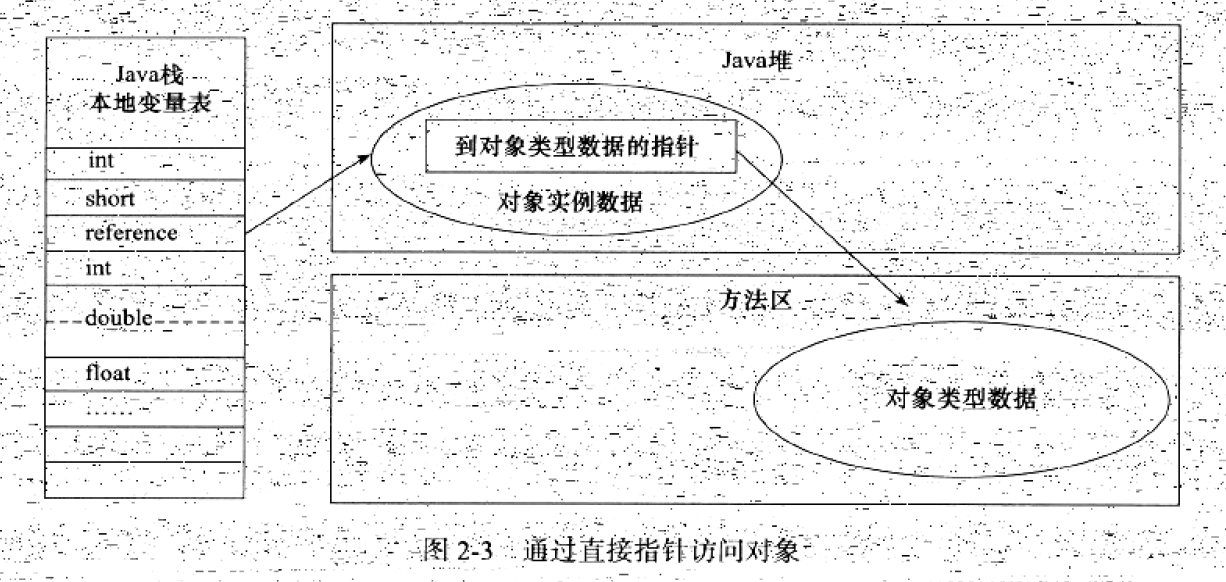 Java栈
本地变量表
int
short
reference
int
double
float
……
Java堆
到对象类型数据的指针
对象实例数据
方法区
对象类型数据
图 2-3 通过直接指针访问对象